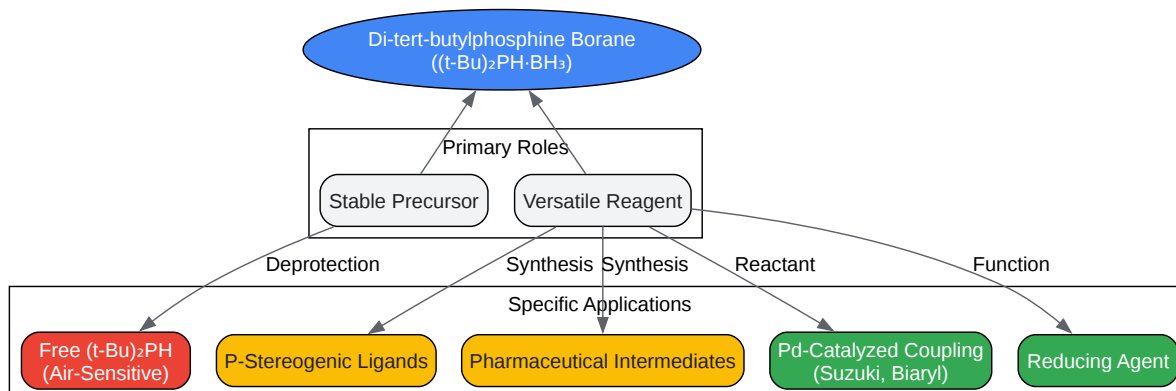 Di-tert-butylphosphine Borane
((t-Bu)₂PH·BH₃)
Primary Roles
Stable Precursor
Versatile Reagent
Deprotection
Synthesis
Synthesis
Reactant
Function
Specific Applications
Free (t-Bu)₂PH
(Air-Sensitive)
P-Stereogenic Ligands
Pharmaceutical Intermediates
Pd-Catalyzed Coupling
(Suzuki, Biaryl)
Reducing Agent